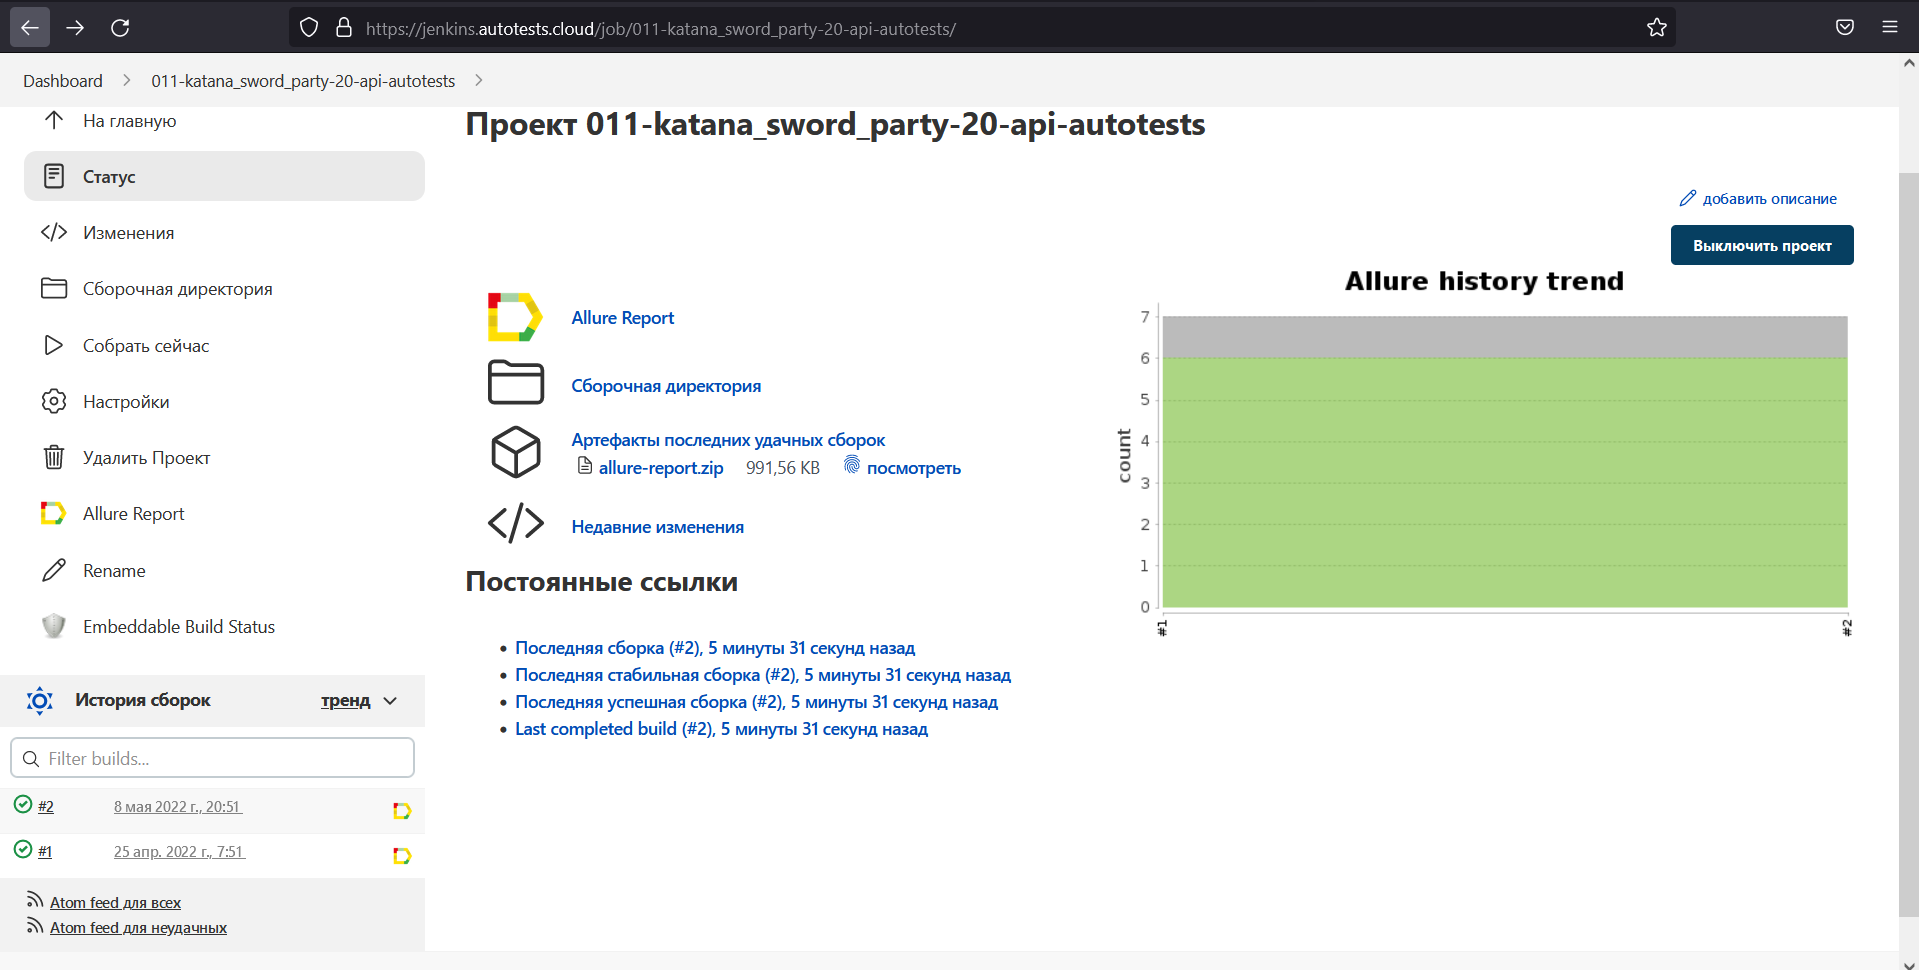 https://jenkins.autotests.cloud/job/011-katana_sword_party-20-api-autotests/
Dashboard
011-katana_sword_party-20-api-autotests
На главную
Статус
Изменения
Сборочная директория
Собрать сейчас
Настройки
Удалить Проект
Allure Report
Rename
Embeddable Build Status
История сборок
тренд
Filter builds...
#2
8 мая 2022 г., 20:51
#1
25 апр. 2022 г., 7:51
Atom feed для всех
Atom feed для неудачных
Проект 011-katana_sword_party-20-api-autotests
добавить описание
Выключить проект
Allure Report
Сборочная директория
Артефакты последних удачных сборок
allure-report.zip 991,56 KB посмотреть
Недавние изменения
Постоянные ссылки
Последняя сборка (#2), 5 минуты 31 секунд назад
Последняя стабильная сборка (#2), 5 минуты 31 секунд назад
Последняя успешная сборка (#2), 5 минуты 31 секунд назад
Last completed build (#2), 5 минуты 31 секунд назад
Allure history trend
count
7
6
5
4
3
2
1
0
#1
#2